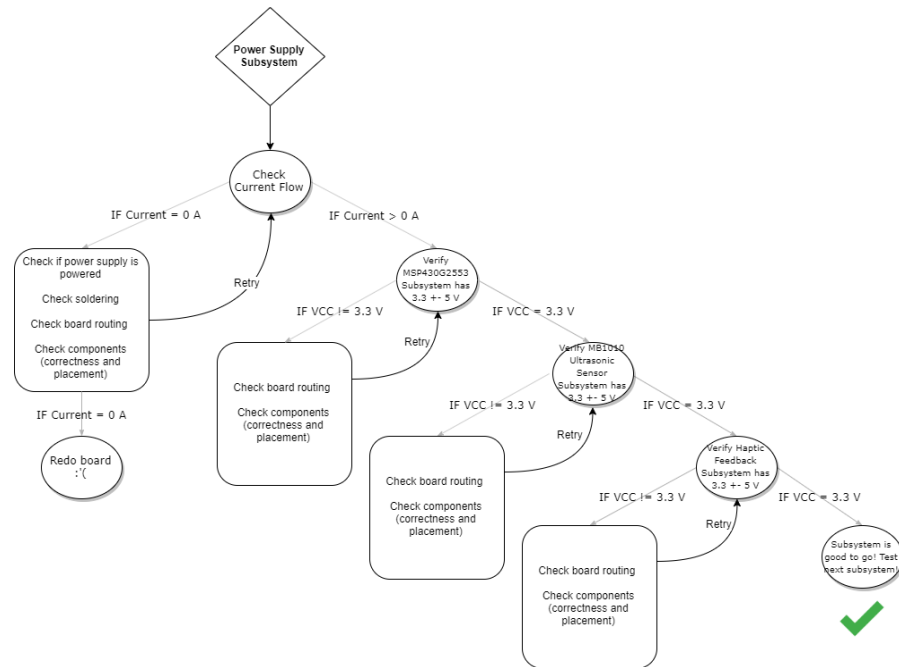 Power Supply
Subsystem
Check
Current Flow
IF Current = 0 A
IF Current > 0 A
Check if power supply is
powered
Check soldering
Check board routing
Check components
(correctness and
placement)
Retry
IF Current = 0 A
Redo board
:'(
Verify
MSP430G2553
Subsystem has
3.3 +- 5 V
IF VCC != 3.3 V
IF VCC = 3.3 V
Retry
Check board routing
Check components
(correctness and
placement)
Verify MB1010
Ultrasonic
Sensor
Subsystem has
3.3 +- 5 V
IF VCC != 3.3 V
IF VCC = 3.3 V
Retry
Check board routing
Check components
(correctness and
placement)
Verify Haptic
Feedback
Subsystem has
3.3 +- 5 V
IF VCC != 3.3 V
IF VCC = 3.3 V
Retry
Check board routing
Check components
(correctness and
placement)
Subsystem is
good to go! Test
next subsystem!